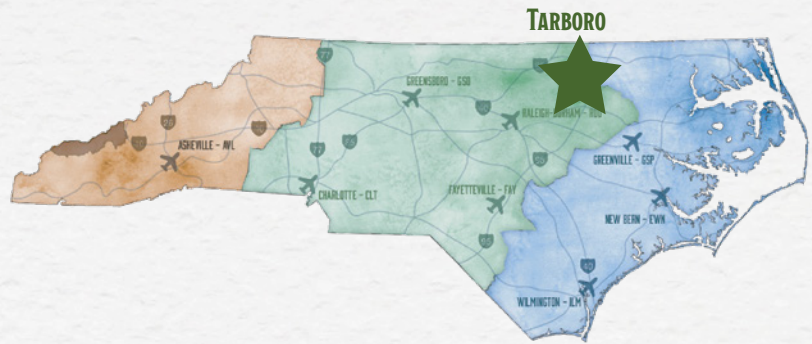 TARBORO
77
GREENSBORO - GSO
RALEIGH-DURHAM - RDU
ASHEVILLE - AVL
GREENVILLE - GSP
CHARLOTTE - CLT
FAYETTEVILLE - FAY
NEW BERN - EWN
WILMINGTON - ILM